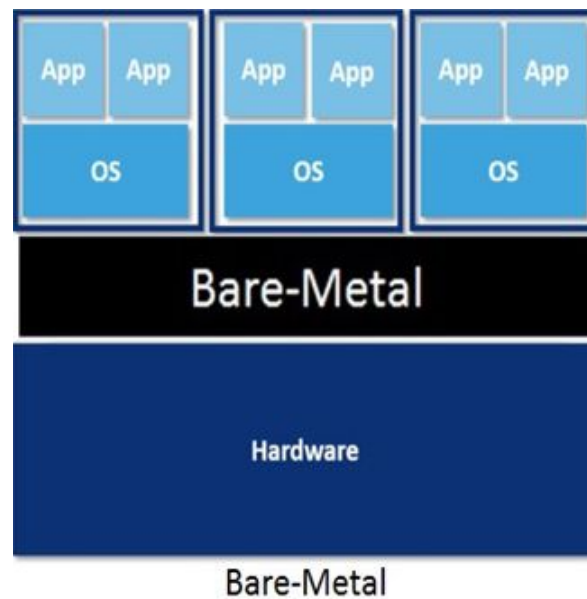 App App App App App App
OS OS OS
Bare-Metal
Hardware
Bare-Metal